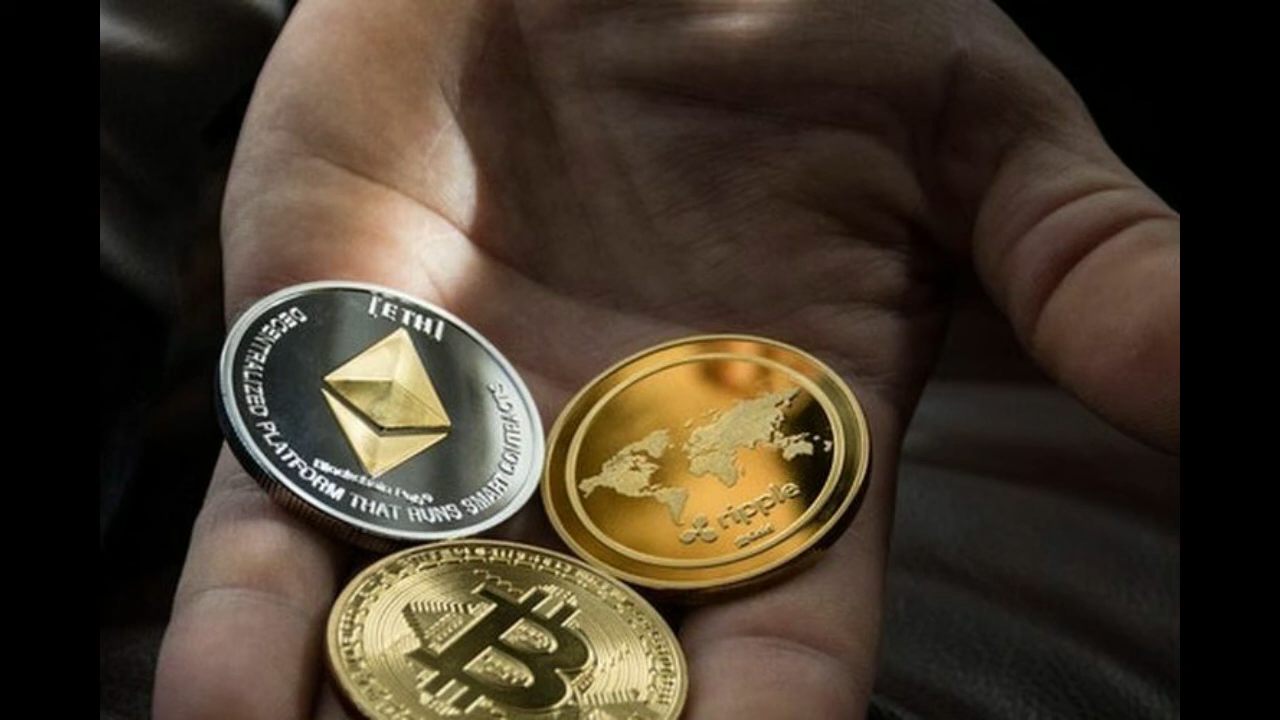 [ETH]
DECENTRALIZED PLATFORM THAT RUNS SMART CONTRACTS
ripple
B